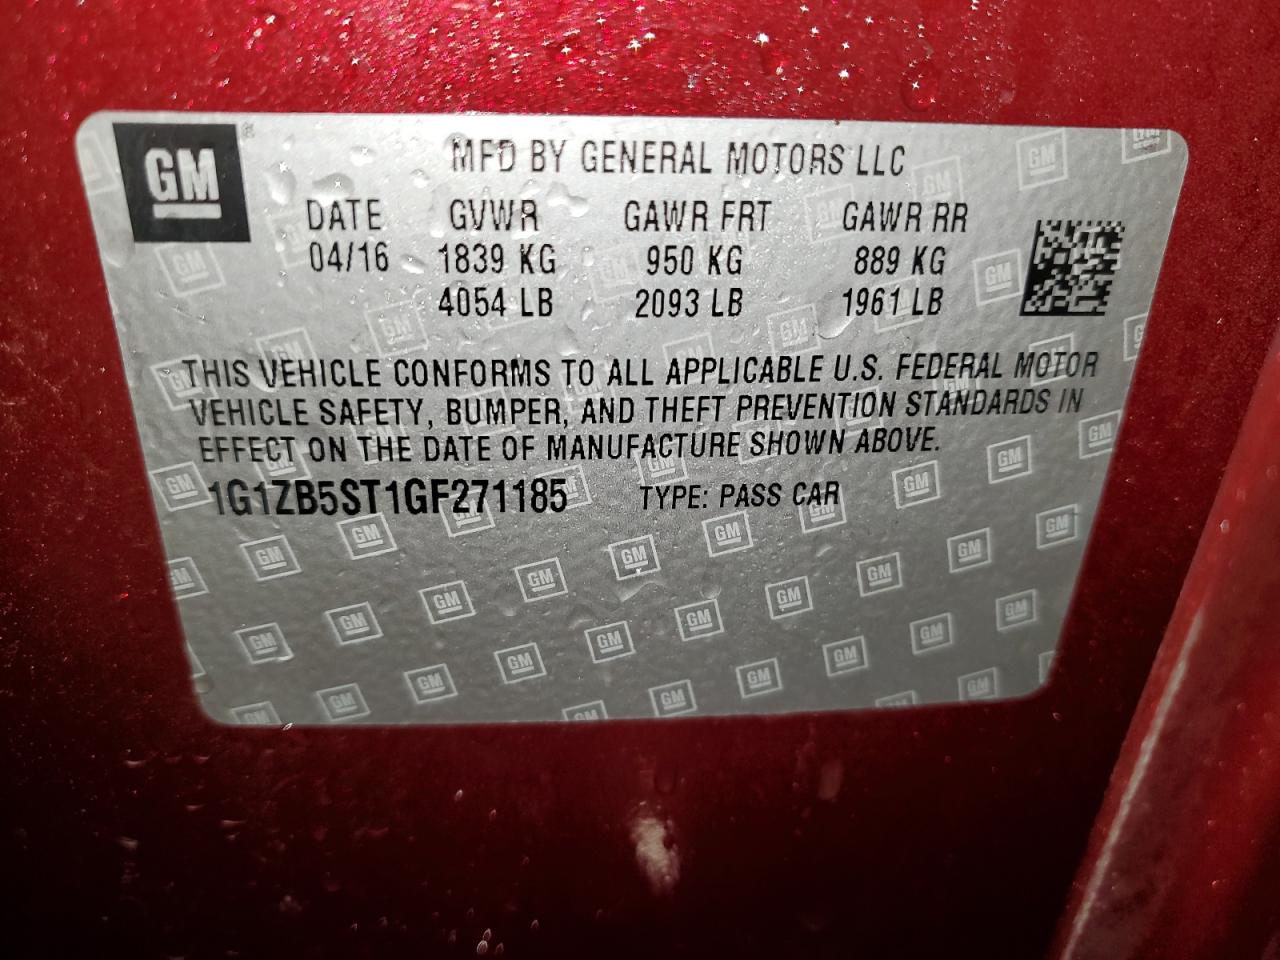 GM
MFD BY GENERAL MOTORS LLC
DATE GVWR GAWR FRT GAWR RR
04/16 1839 KG 950 KG 889 KG
4054 LB 2093 LB 1961 LB
THIS VEHICLE CONFORMS TO ALL APPLICABLE U.S. FEDERAL MOTOR
VEHICLE SAFETY, BUMPER, AND THEFT PREVENTION STANDARDS IN
EFFECT ON THE DATE OF MANUFACTURE SHOWN ABOVE.
1G1ZB5ST1GF271185 TYPE: PASS CAR